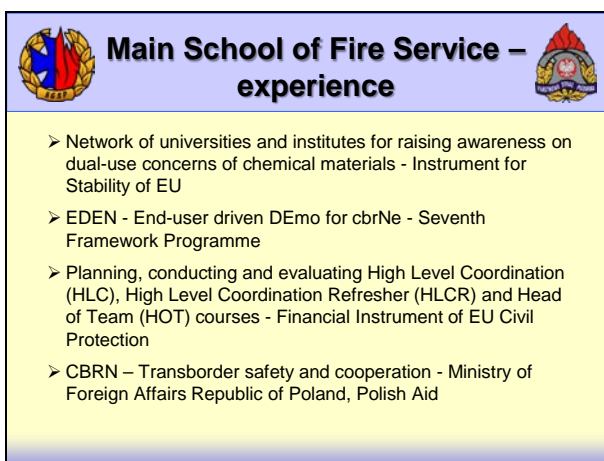 Main School of Fire Service –
experience
➢ Network of universities and institutes for raising awareness on
dual-use concerns of chemical materials - Instrument for
Stability of EU
➢ EDEN - End-user driven DEmo for cbrNe - Seventh
Framework Programme
➢ Planning, conducting and evaluating High Level Coordination
(HLC), High Level Coordination Refresher (HLCR) and Head
of Team (HOT) courses - Financial Instrument of EU Civil
Protection
➢ CBRN – Transborder safety and cooperation - Ministry of
Foreign Affairs Republic of Poland, Polish Aid